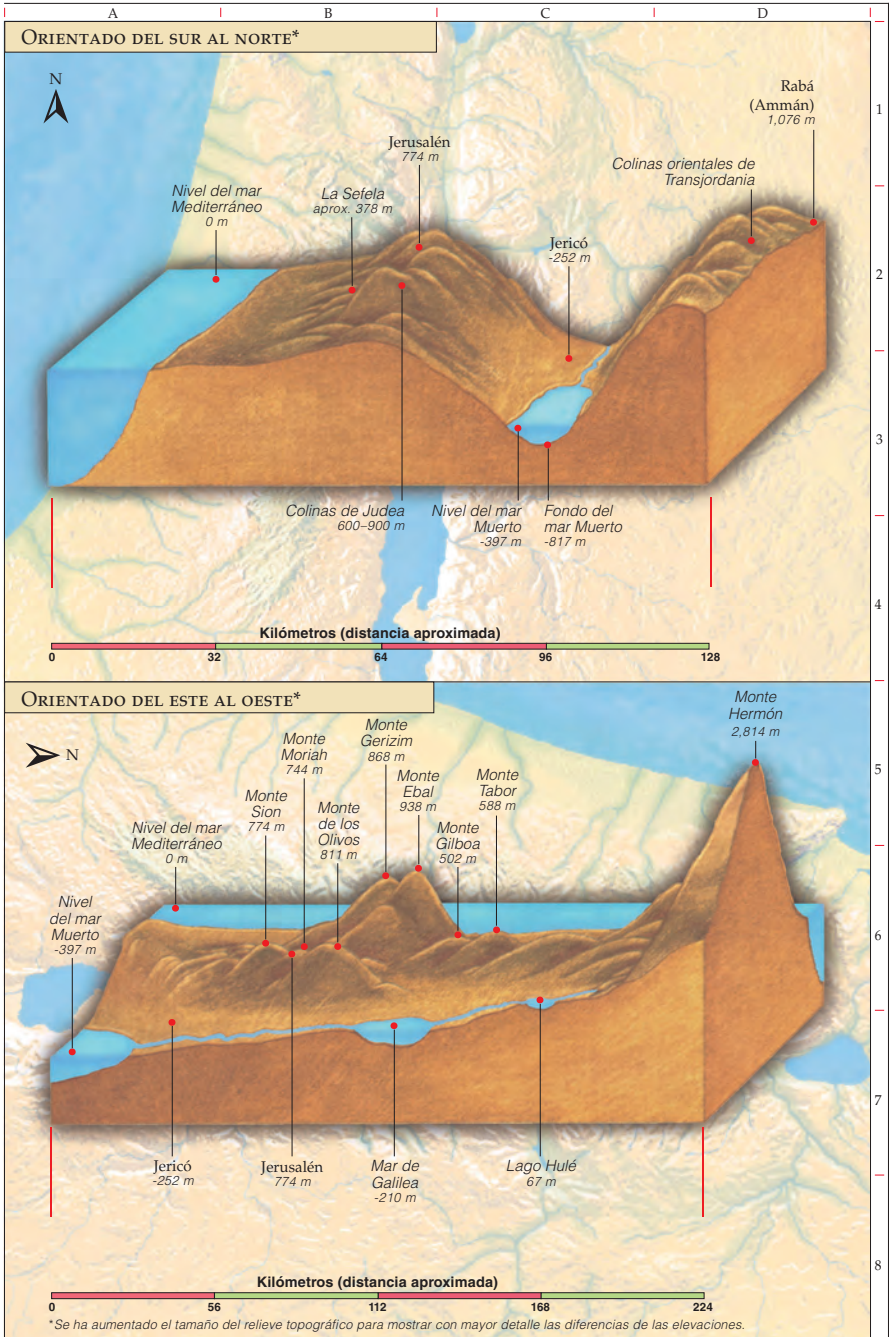 A B C D
ORIENTADO DEL SUR AL NORTE*
N
1
Rabá
(Ammán)
1,076 m
Jerusalén
774 m
Colinas orientales de
Transjordania
Nivel del mar
Mediterráneo
0 m
La Sefela
aprox. 378 m
Jericó
-252 m
2
3
Colinas de Judea
600–900 m
Nivel del mar
Muerto
-397 m
Fondo del
mar Muerto
-817 m
4
Kilómetros (distancia aproximada)
0 32 64 96 128
ORIENTADO DEL ESTE AL OESTE*
N
Monte
Hermón
2,814 m
5
Monte
Gerizim
868 m
Monte
Moriah
744 m
Monte
Ebal
938 m
Monte
Tabor
588 m
Monte
Sion
774 m
Monte
de los
Olivos
811 m
Monte
Gilboa
502 m
Nivel del mar
Mediterráneo
0 m
Nivel
del mar
Muerto
-397 m
6
7
Jericó
-252 m
Jerusalén
774 m
Mar de
Galilea
-210 m
Lago Hulé
67 m
8
Kilómetros (distancia aproximada)
0 56 112 168 224
*Se ha aumentado el tamaño del relieve topográfico para mostrar con mayor detalle las diferencias de las elevaciones.